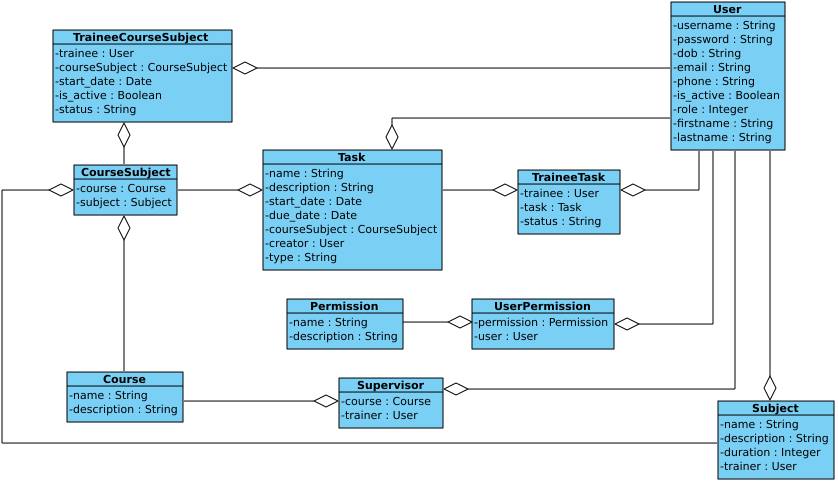 User
-username : String
-password : String
-dob : String
-email : String
-phone : String
-is_active : Boolean
-role : Integer
-firstname : String
-lastname : String
TraineeCourseSubject
-trainee : User
-courseSubject : CourseSubject
-start_date : Date
-is_active : Boolean
-status : String
CourseSubject
-course : Course
-subject : Subject
Task
-name : String
-description : String
-start_date : Date
-due_date : Date
-courseSubject : CourseSubject
-creator : User
-type : String
TraineeTask
-trainee : User
-task : Task
-status : String
Permission
-name : String
-description : String
UserPermission
-permission : Permission
-user : User
Course
-name : String
-description : String
Supervisor
-course : Course
-trainer : User
Subject
-name : String
-description : String
-duration : Integer
-trainer : User